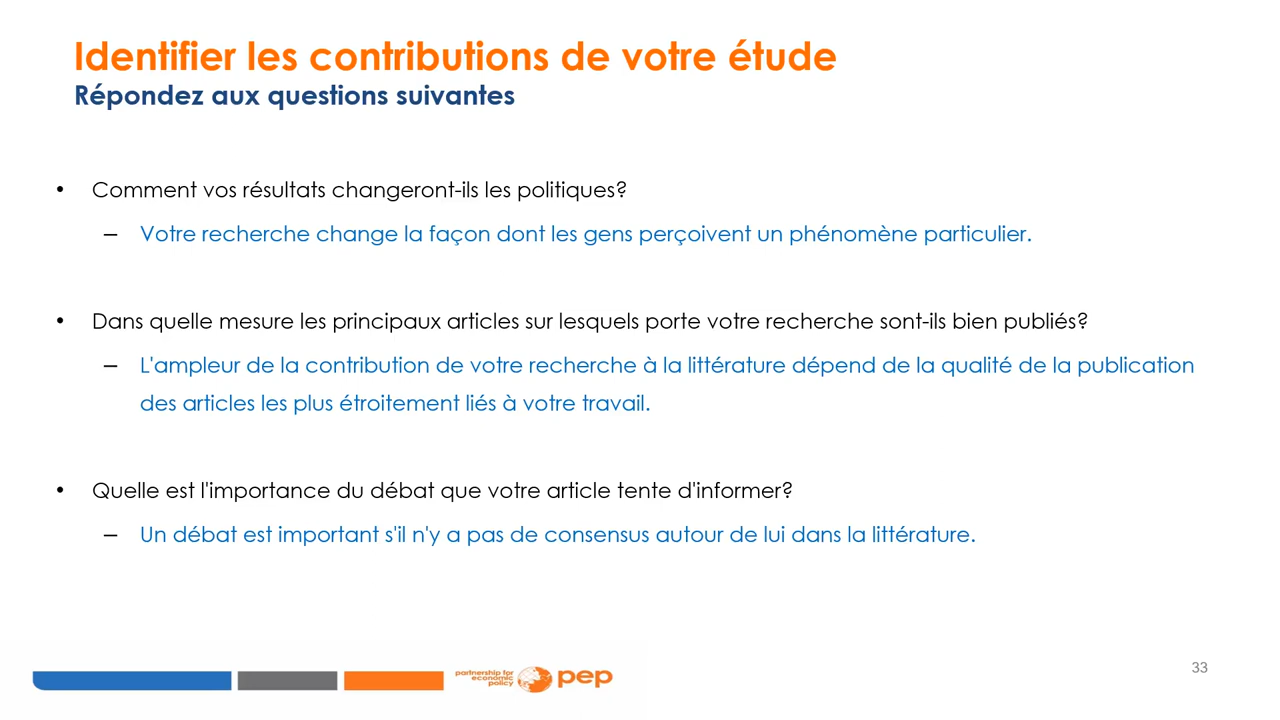 Identifier les contributions de votre étude
Répondez aux questions suivantes
• Comment vos résultats changeront-ils les politiques?
– Votre recherche change la façon dont les gens perçoivent un phénomène particulier.
• Dans quelle mesure les principaux articles sur lesquels porte votre recherche sont-ils bien publiés?
– L'ampleur de la contribution de votre recherche à la littérature dépend de la qualité de la publication
des articles les plus étroitement liés à votre travail.
• Quelle est l'importance du débat que votre article tente d'informer?
– Un débat est important s'il n'y a pas de consensus autour de lui dans la littérature.
partnership for
economic
policy
pep
33